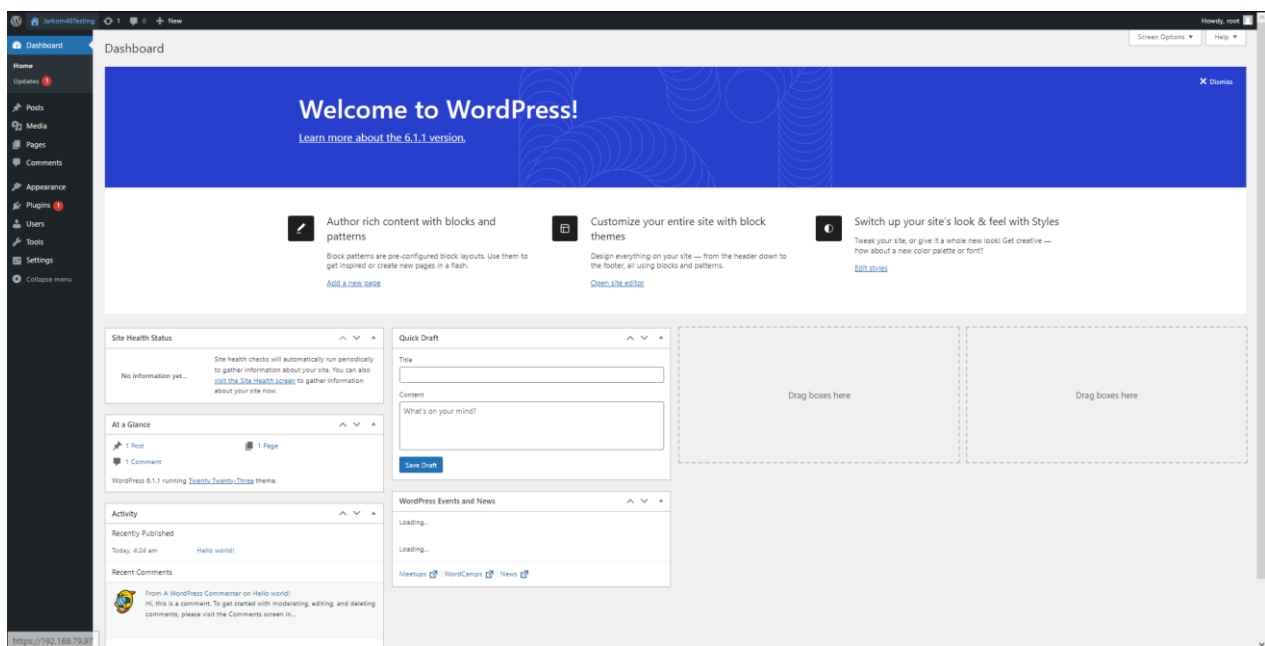 Jarkom48Testing 1 0 New
Howdy, root
Dashboard
Home
Updates 1
Posts
Media
Pages
Comments
Appearance
Plugins 1
Users
Tools
Settings
Collapse menu
Dashboard
Screen Options
Help
Dismiss
Welcome to WordPress!
Learn more about the 6.1.1 version.
Author rich content with blocks and
patterns
Block patterns are pre-configured block layouts. Use them to
get inspired or create new pages in a flash.
Add a new page
Customize your entire site with block
themes
Design everything on your site — from the header down to
the footer, all using blocks and patterns.
Open site editor
Switch up your site's look & feel with Styles
Tweak your site, or give it a whole new look! Get creative —
how about a new color palette or font?
Edit styles
Site Health Status
No information yet...
Site health checks will automatically run periodically
to gather information about your site. You can also
visit the Site Health screen to gather information
about your site now.
At a Glance
1 Post
1 Page
1 Comment
WordPress 6.1.1 running Twenty Twenty-Three theme.
Activity
Recently Published
Today, 4:24 am Hello world!
Recent Comments
From A WordPress Commenter on Hello world!
Hi, this is a comment. To get started with moderating, editing, and deleting
comments, please visit the Comments screen in...
Quick Draft
Title
Content
What's on your mind?
Save Draft
WordPress Events and News
Loading...
Loading...
Meetups | WordCamps | News
Drag boxes here
Drag boxes here
https://192.168.79.97